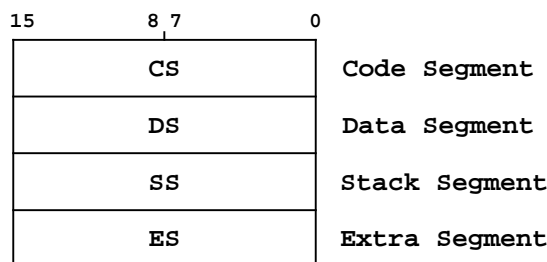 15 8 7 0
CS Code Segment
DS Data Segment
SS Stack Segment
ES Extra Segment